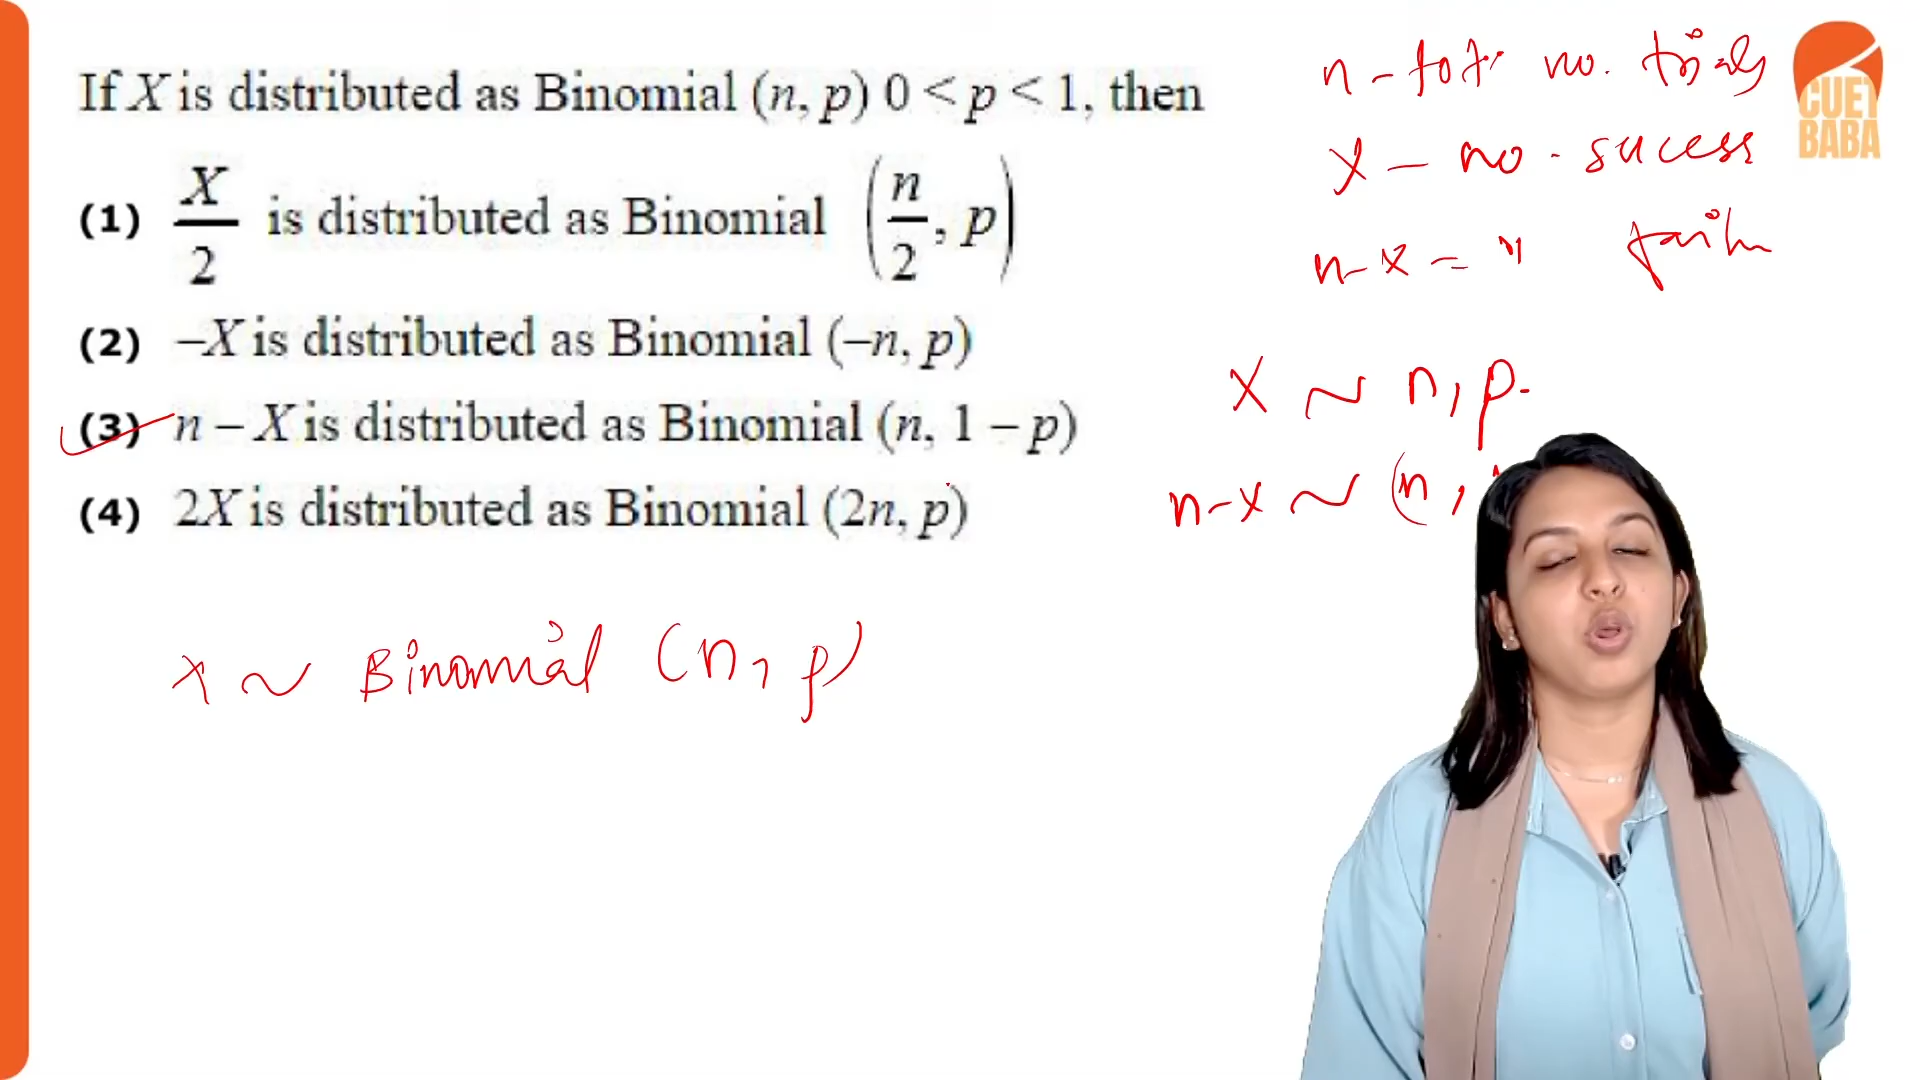 If X is distributed as Binomial (n, p) 0 < p < 1, then
(1) X/2 is distributed as Binomial (n/2, p)
(2) –X is distributed as Binomial (–n, p)
(3) n – X is distributed as Binomial (n, 1 – p)
(4) 2X is distributed as Binomial (2n, p)
x ~ Binomial (n, p)
n - tot no. trials
x - no. sucess
n-x = "
x ~ n, p.
n-x ~ (n,
CUET
BABA